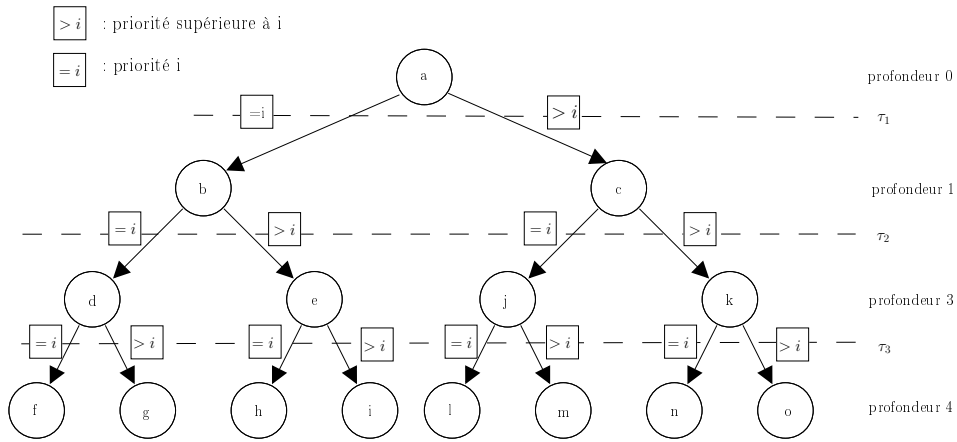 > i : priorité supérieure à i
= i : priorité i
a profondeur 0
=i > i τ1
b c profondeur 1
= i > i = i > i τ2
d e j k profondeur 3
= i > i = i > i = i > i = i > i τ3
f g h i l m n o profondeur 4